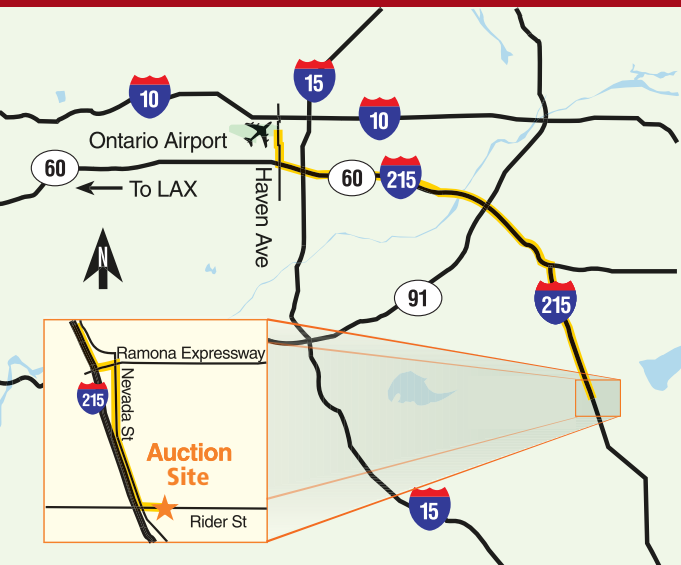 15
10
10
Ontario Airport
60
60
215
To LAX
Haven Ave
N
91
215
Ramona Expressway
215
Nevada St
Auction
Site
Rider St
15